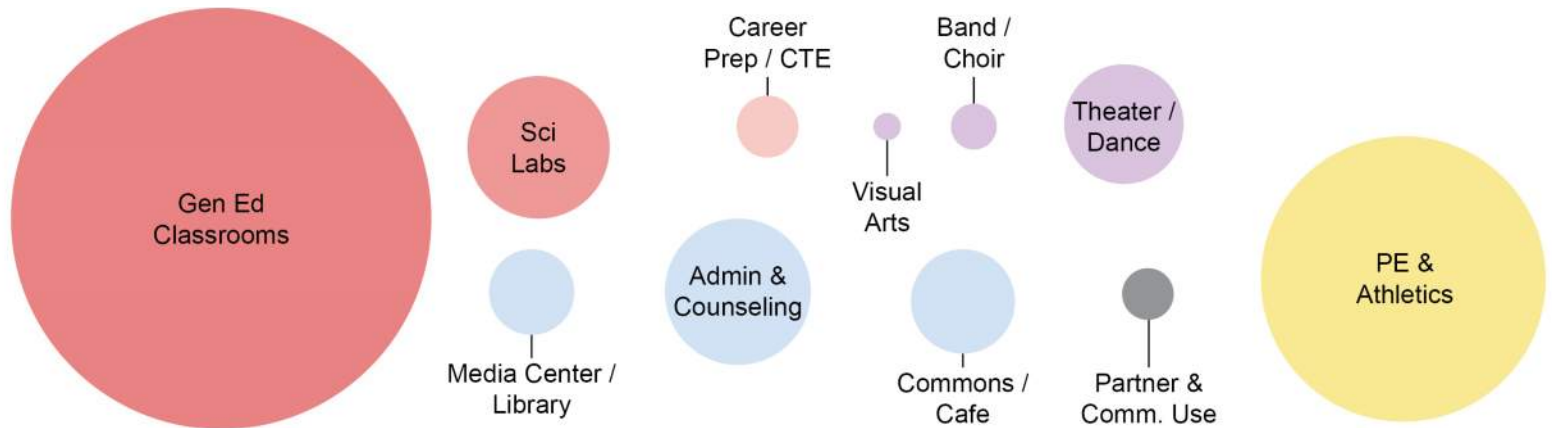 Gen Ed
Classrooms
Sci
Labs
Media Center /
Library
Career
Prep / CTE
Admin &
Counseling
Visual
Arts
Band /
Choir
Commons /
Cafe
Theater /
Dance
Partner &
Comm. Use
PE &
Athletics